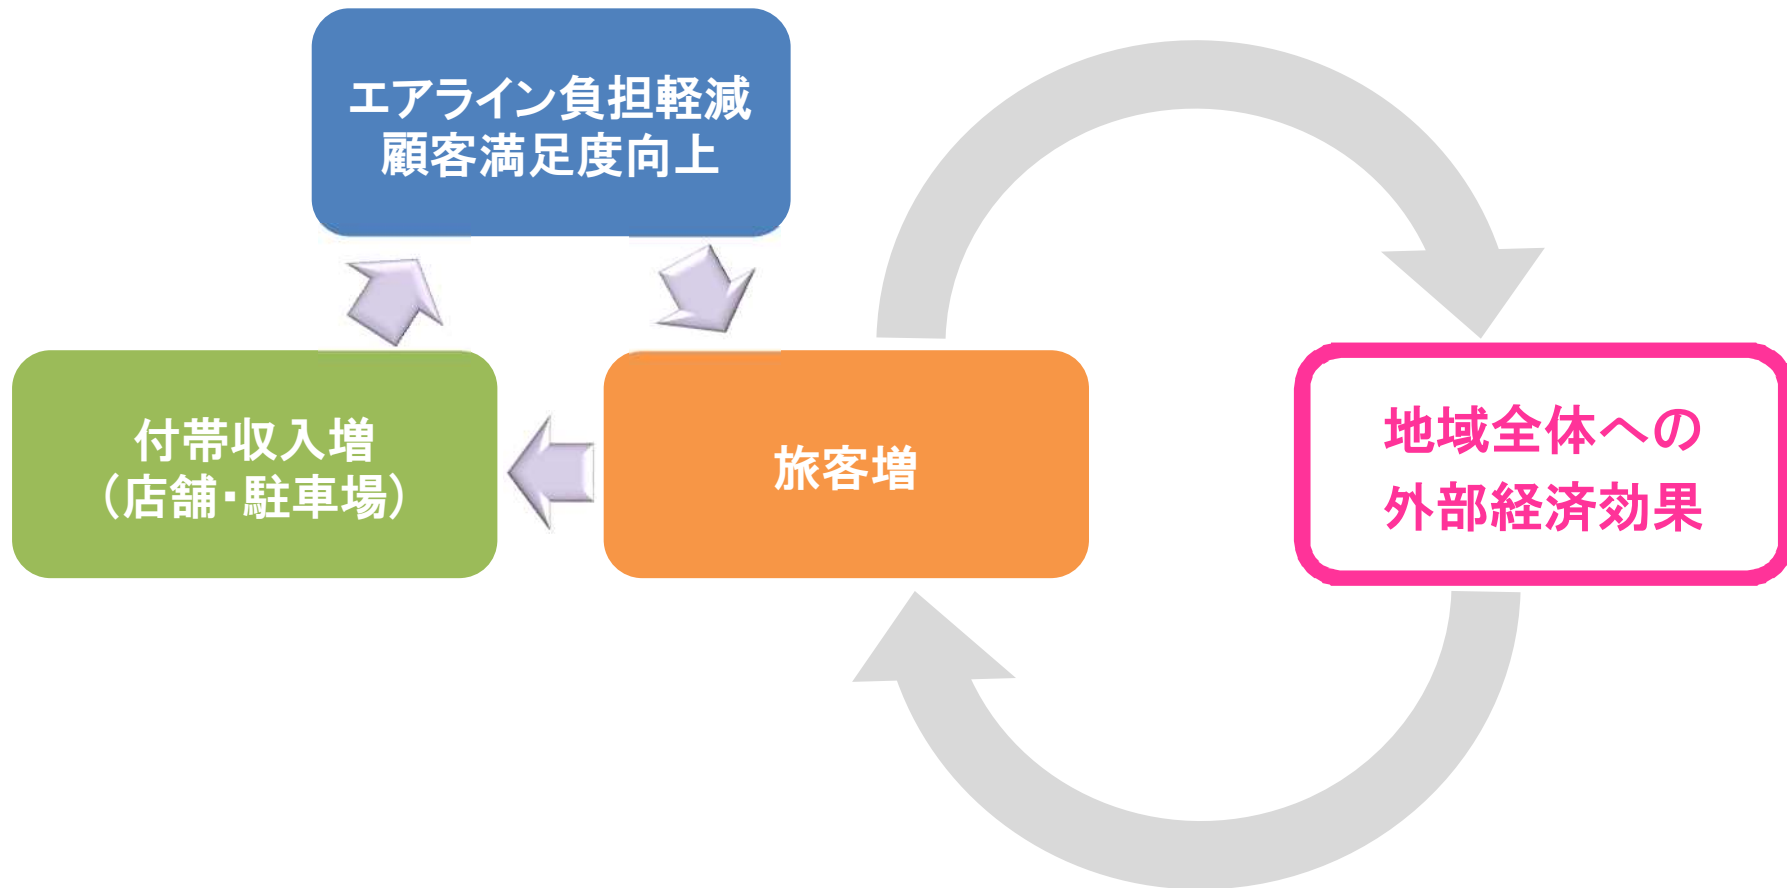 エアライン負担軽減
顧客満足度向上
付帯収入増
（店舗・駐車場）
旅客増
地域全体への
外部経済効果